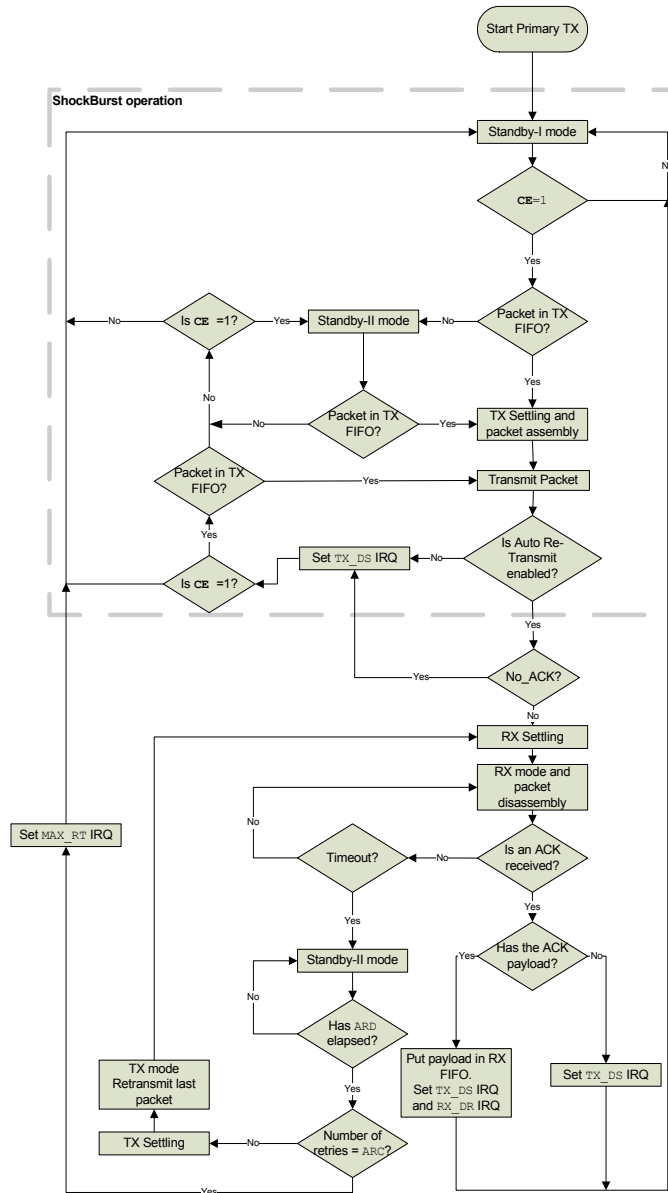 Start Primary TX
ShockBurst operation
Standby-I mode
CE=1
Yes
Is CE =1?
No
Yes
Standby-II mode
No
Packet in TX
FIFO?
Yes
No
Packet in TX
FIFO?
No
Yes
TX Settling and
packet assembly
Packet in TX
FIFO?
Yes
Transmit Packet
Yes
Is CE =1?
Set TX_DS IRQ
No
Is Auto Re-
Transmit
enabled?
Yes
No_ACK?
Yes
No
RX Settling
RX mode and
packet
disassembly
Set MAX_RT IRQ
No
Timeout?
No
Is an ACK
received?
Yes
Yes
Standby-II mode
Yes
Has the ACK
payload?
No
No
Has ARD
elapsed?
Yes
TX mode
Retransmit last
packet
Put payload in RX
FIFO.
Set TX_DS IRQ
and RX_DR IRQ
Set TX_DS IRQ
TX Settling
No
Number of
retries = ARC?
Yes